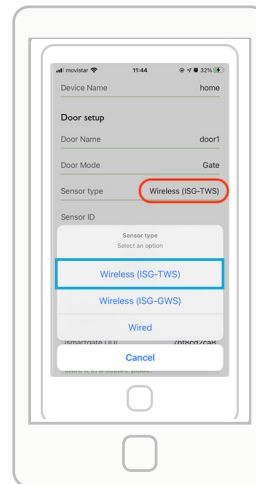 movistar 11:44 32%
Device Name home
Door setup
Door Name door1
Door Mode Gate
Sensor type Wireless (ISG-TWS)
Sensor ID
Sensor type
Select an option
Wireless (ISG-TWS)
Wireless (ISG-GWS)
Wired
Cancel